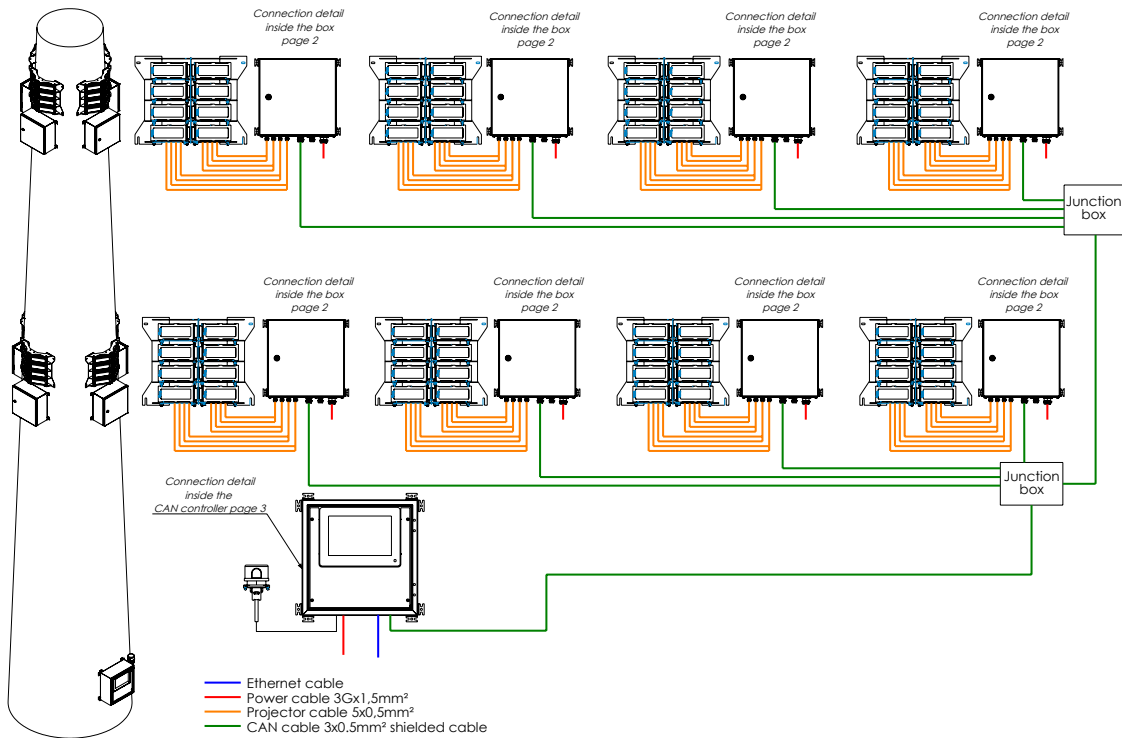 Connection detail
inside the box
page 2
Connection detail
inside the box
page 2
Connection detail
inside the box
page 2
Connection detail
inside the box
page 2
Junction
box
Connection detail
inside the box
page 2
Connection detail
inside the box
page 2
Connection detail
inside the box
page 2
Connection detail
inside the box
page 2
Junction
box
Connection detail
inside the
CAN controller page 3
Ethernet cable
Power cable 3Gx1,5mm²
Projector cable 5x0,5mm²
CAN cable 3x0.5mm² shielded cable